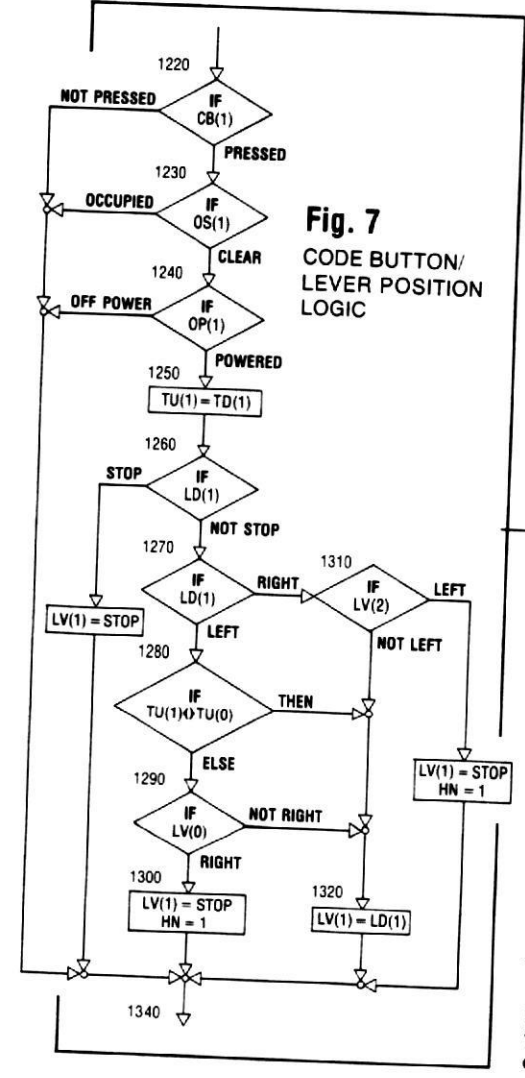 1220
NOT PRESSED
IF
CB(1)
PRESSED
1230
OCCUPIED
IF
OS(1)
Fig. 7
CODE BUTTON/
LEVER POSITION
LOGIC
CLEAR
1240
OFF POWER
IF
OP(1)
POWERED
1250
TU(1) = TD(1)
1260
STOP
IF
LD(1)
NOT STOP
1270
IF
LD(1)
RIGHT
1310
IF
LV(2)
LEFT
LV(1) = STOP
LEFT
NOT LEFT
1280
IF
TU(1)<>TU(0)
THEN
ELSE
LV(1) = STOP
HN = 1
1290
IF
LV(0)
NOT RIGHT
RIGHT
1300
LV(1) = STOP
HN = 1
1320
LV(1) = LD(1)
1340